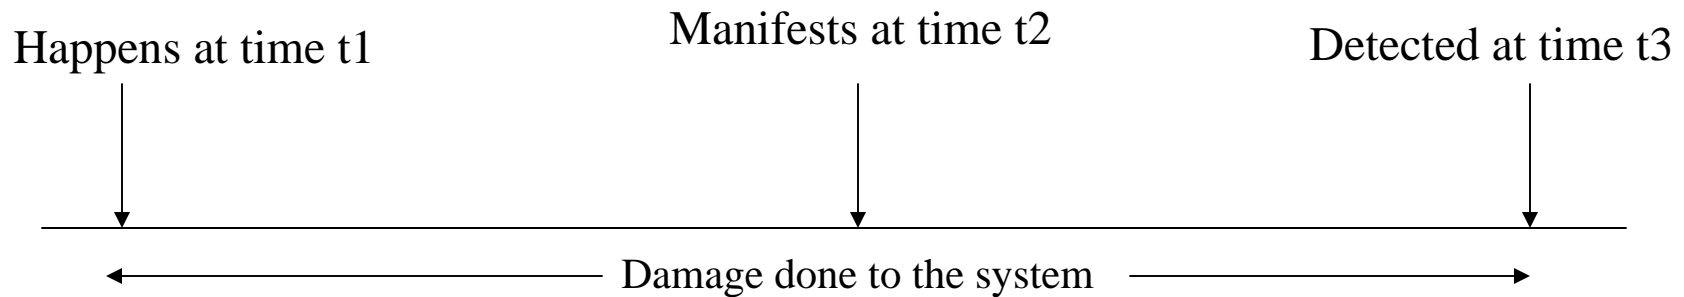 Happens at time t1
Manifests at time t2
Detected at time t3
Damage done to the system